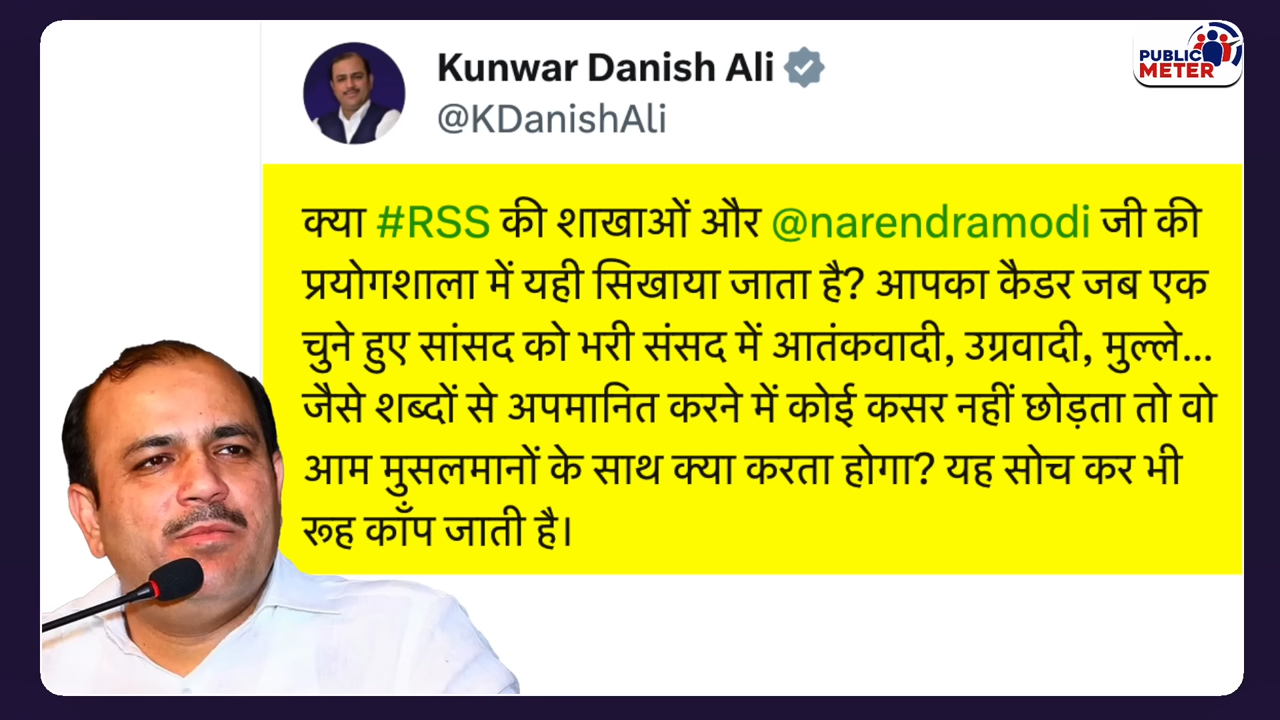 PUBLIC
METER
Kunwar Danish Ali
@KDanishAli
क्या #RSS की शाखाओं और @narendramodi जी की
प्रयोगशाला में यही सिखाया जाता है? आपका कैडर जब एक
चुने हुए सांसद को भरी संसद में आतंकवादी, उग्रवादी, मुल्ले...
जैसे शब्दों से अपमानित करने में कोई कसर नहीं छोड़ता तो वो
आम मुसलमानों के साथ क्या करता होगा? यह सोच कर भी
रूह काँप जाती है।